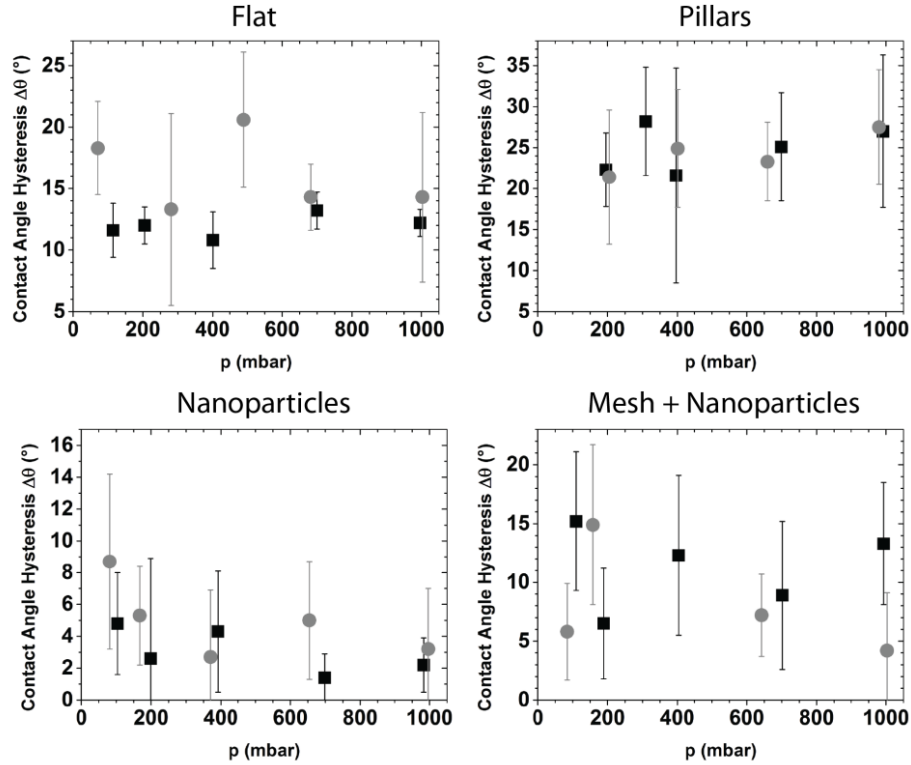 Flat
Contact Angle Hysteresis Δθ (°)
25
20
15
10
5
0 200 400 600 800 1000
p (mbar)
Pillars
Contact Angle Hysteresis Δθ (°)
35
30
25
20
15
10
5
0 200 400 600 800 1000
p (mbar)
Nanoparticles
Contact Angle Hysteresis Δθ (°)
16
14
12
10
8
6
4
2
0
0 200 400 600 800 1000
p (mbar)
Mesh + Nanoparticles
Contact Angle Hysteresis Δθ (°)
20
15
10
5
0
0 200 400 600 800 1000
p (mbar)